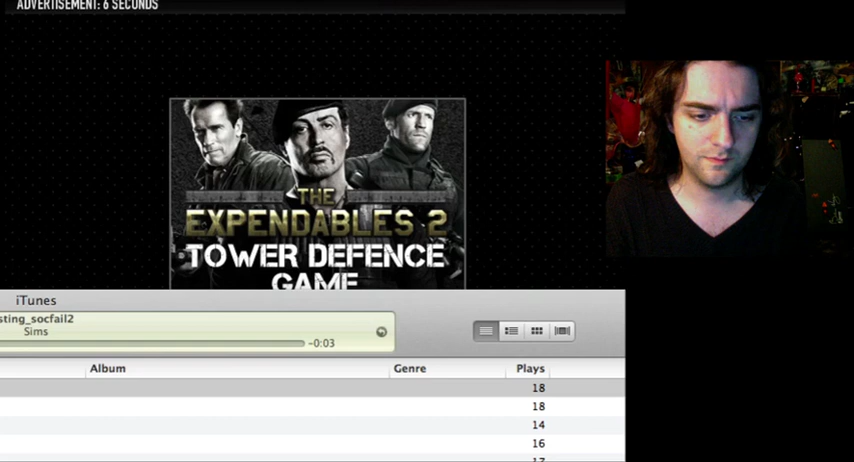 ADVERTISEMENT: 6 SECONDS
THE
EXPENDABLES 2
TOWER DEFENCE
GAME
iTunes
sting_socfail2
Sims
-0:03
Album Genre Plays
18
18
14
16
17